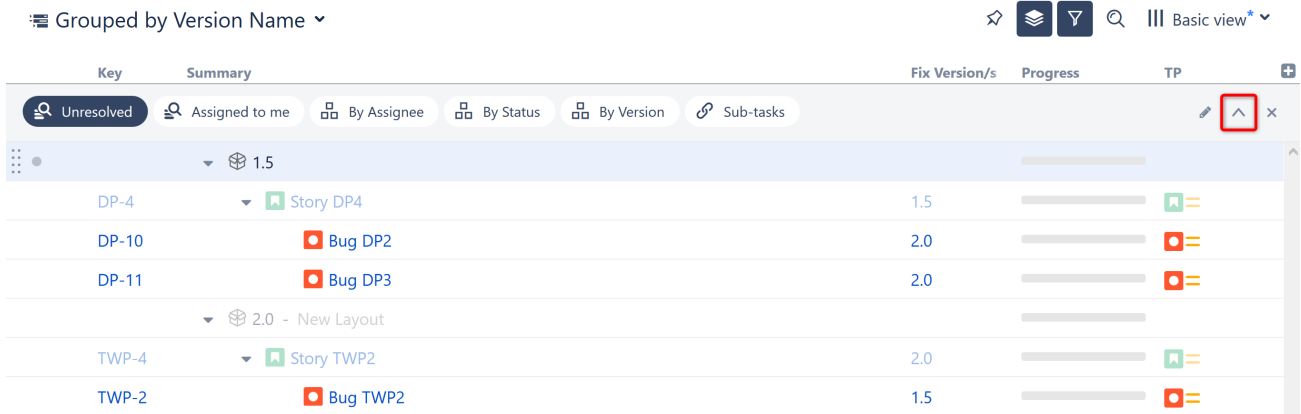 Grouped by Version Name Basic view*
Key Summary Fix Version/s Progress TP
Unresolved Assigned to me By Assignee By Status By Version Sub-tasks
1.5
DP-4 Story DP4 1.5
DP-10 Bug DP2 2.0
DP-11 Bug DP3 2.0
2.0 - New Layout
TWP-4 Story TWP2 2.0
TWP-2 Bug TWP2 1.5